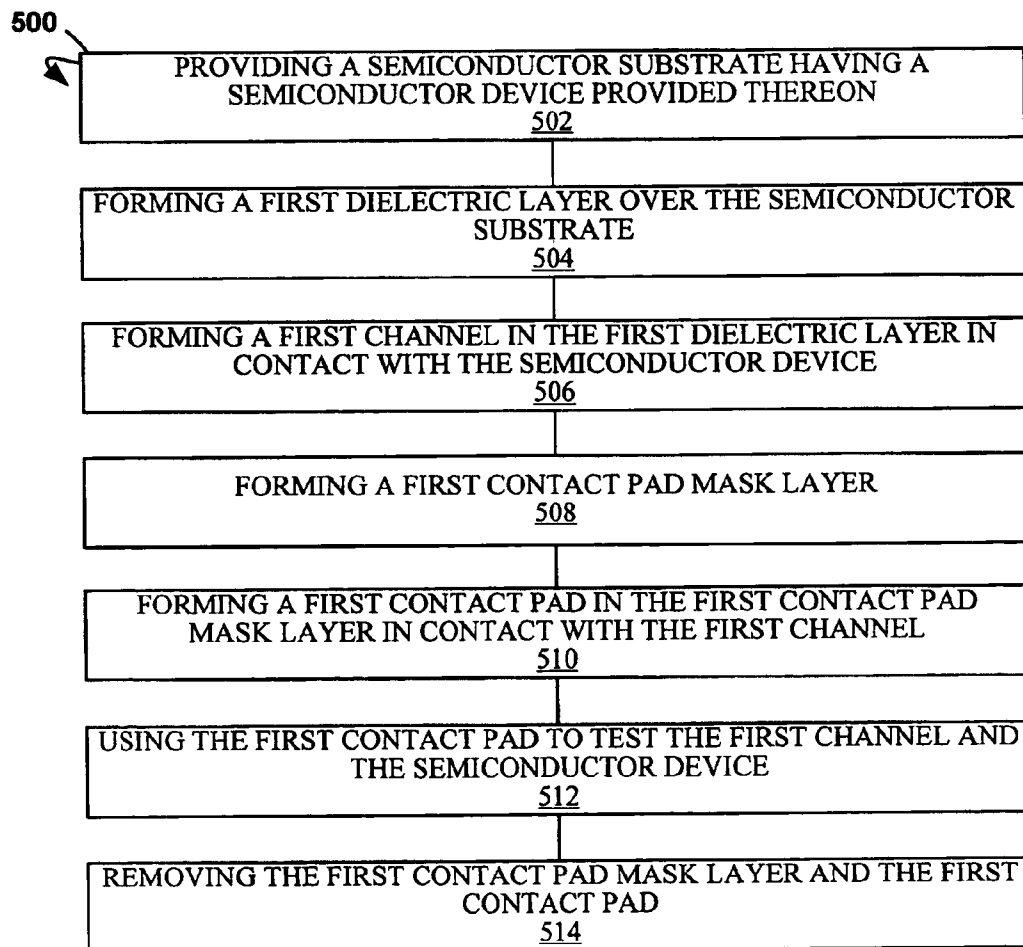 500
PROVIDING A SEMICONDUCTOR SUBSTRATE HAVING A
SEMICONDUCTOR DEVICE PROVIDED THEREON
502
FORMING A FIRST DIELECTRIC LAYER OVER THE SEMICONDUCTOR
SUBSTRATE
504
FORMING A FIRST CHANNEL IN THE FIRST DIELECTRIC LAYER IN
CONTACT WITH THE SEMICONDUCTOR DEVICE
506
FORMING A FIRST CONTACT PAD MASK LAYER
508
FORMING A FIRST CONTACT PAD IN THE FIRST CONTACT PAD
MASK LAYER IN CONTACT WITH THE FIRST CHANNEL
510
USING THE FIRST CONTACT PAD TO TEST THE FIRST CHANNEL AND
THE SEMICONDUCTOR DEVICE
512
REMOVING THE FIRST CONTACT PAD MASK LAYER AND THE FIRST
CONTACT PAD
514